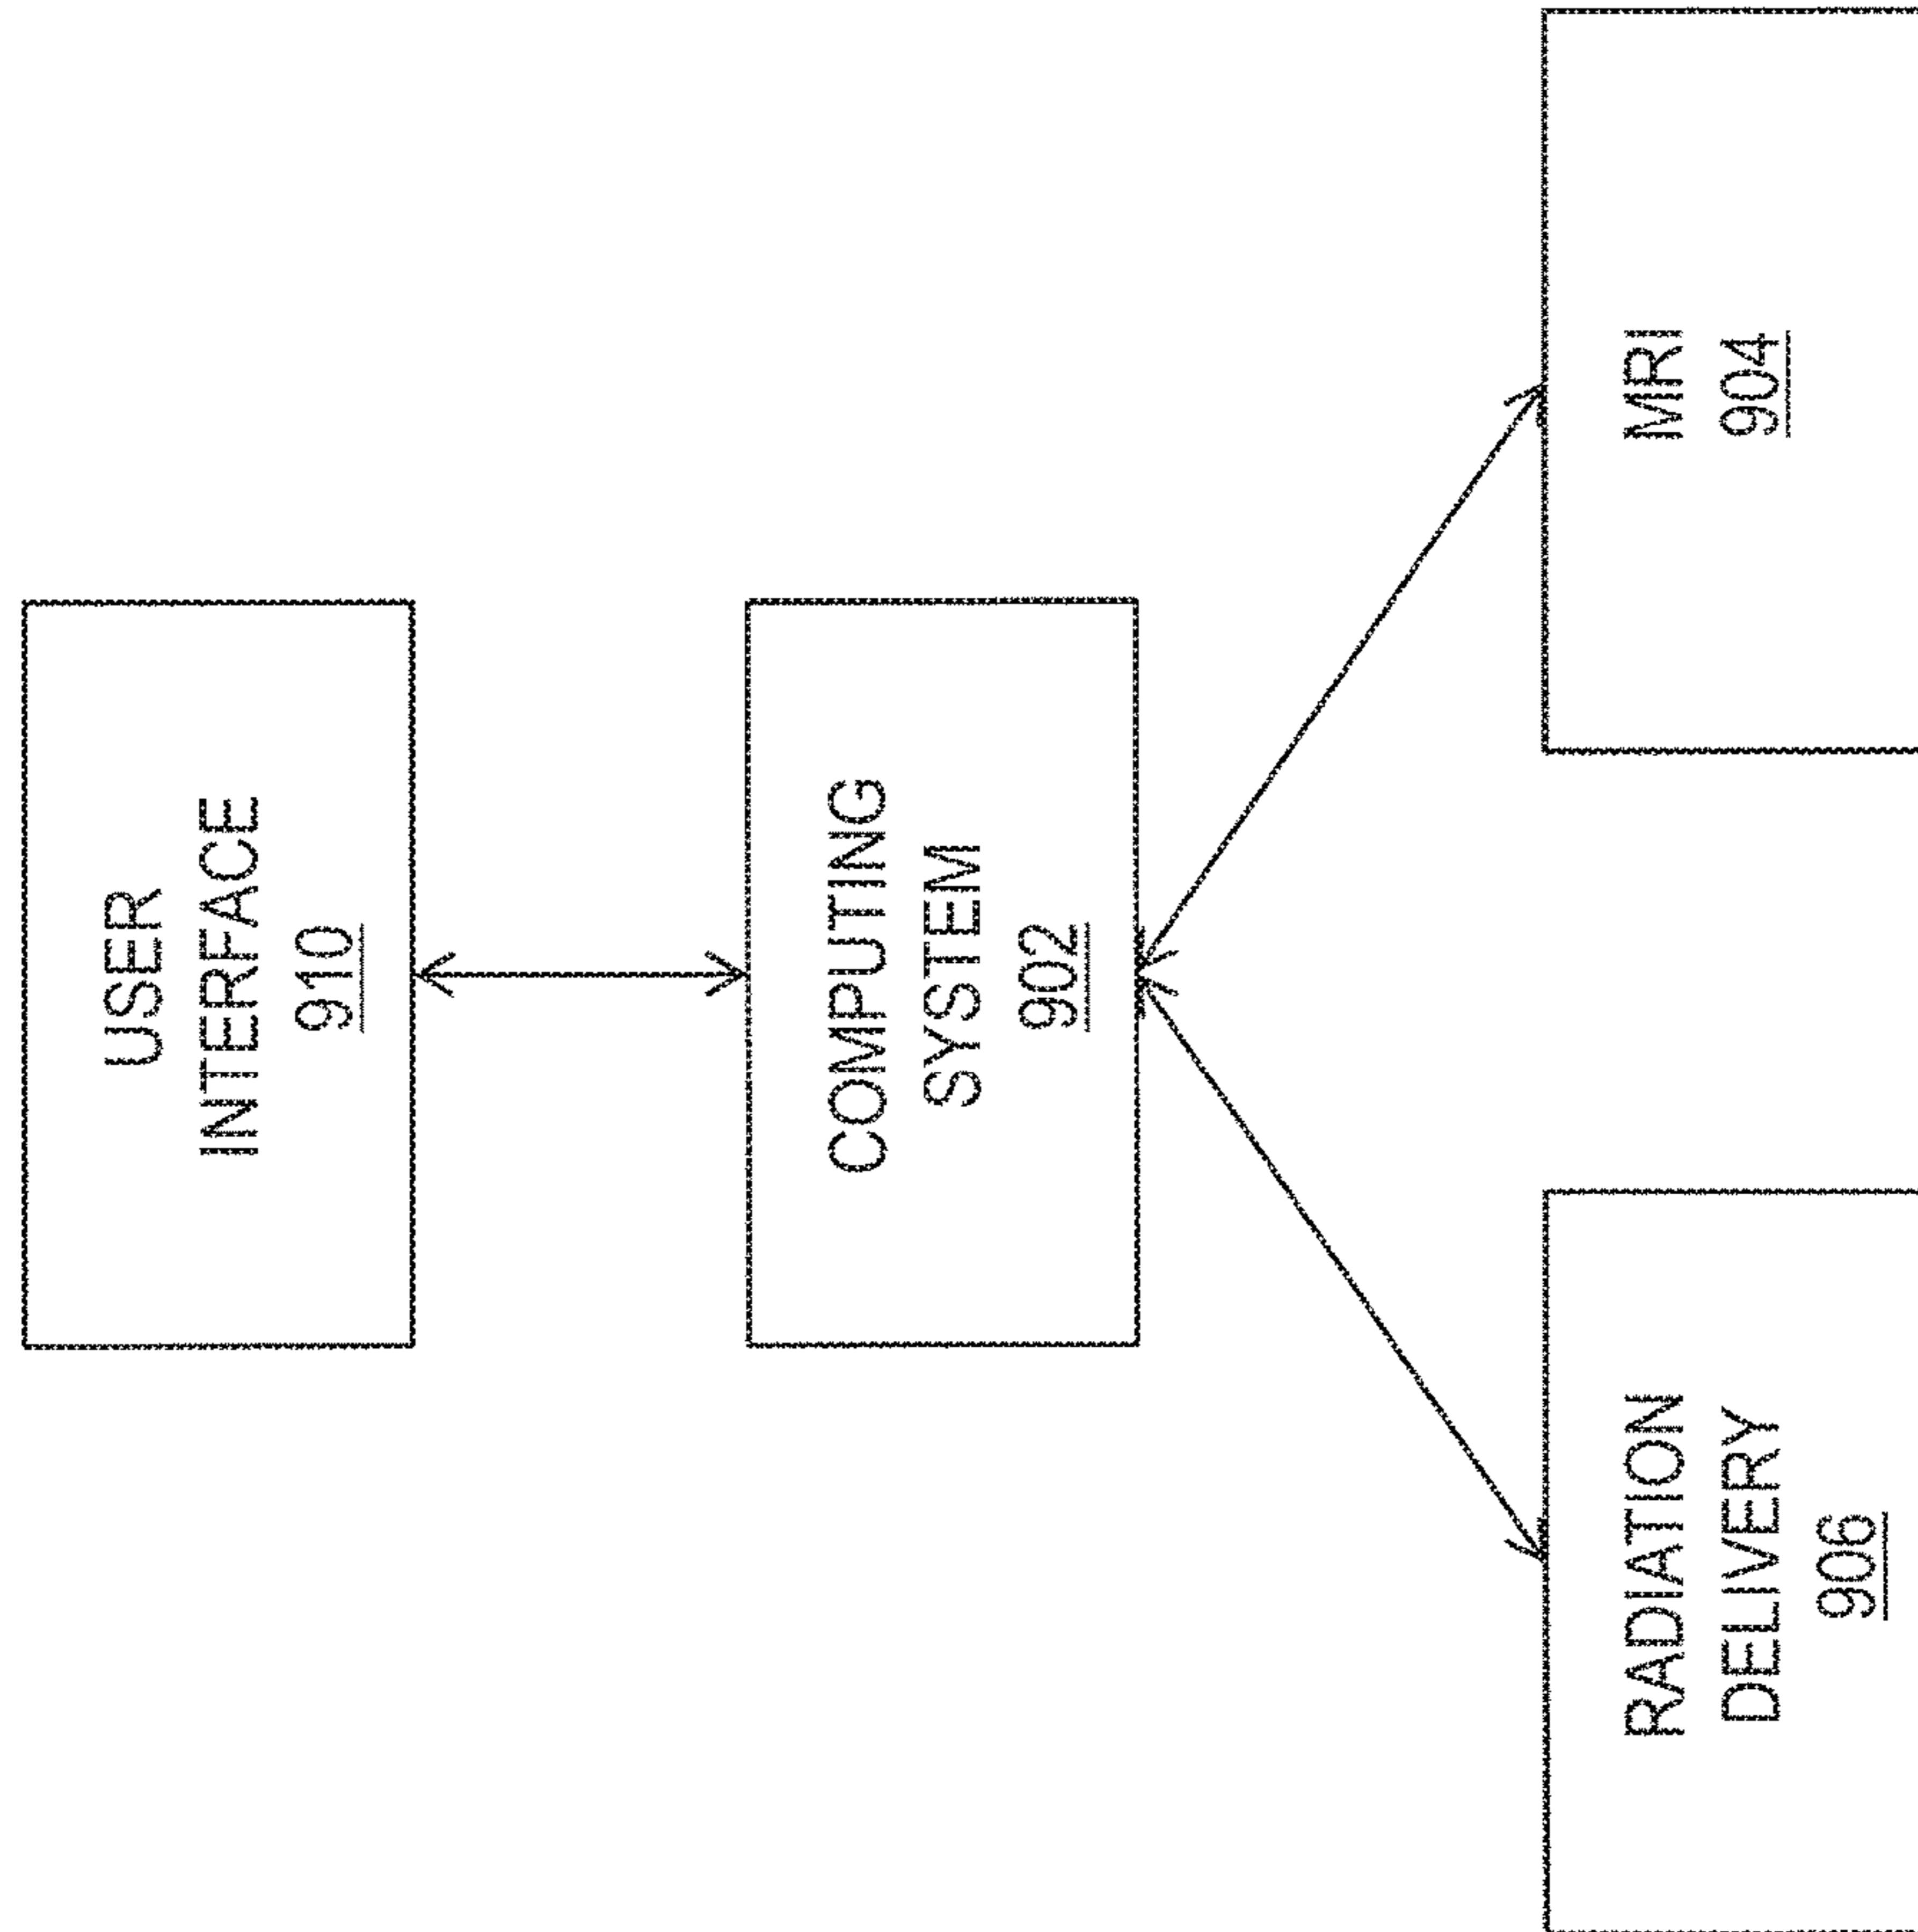 USER
INTERFACE
910
COMPUTING
SYSTEM
902
MRI
904
RADIATION
DELIVERY
906